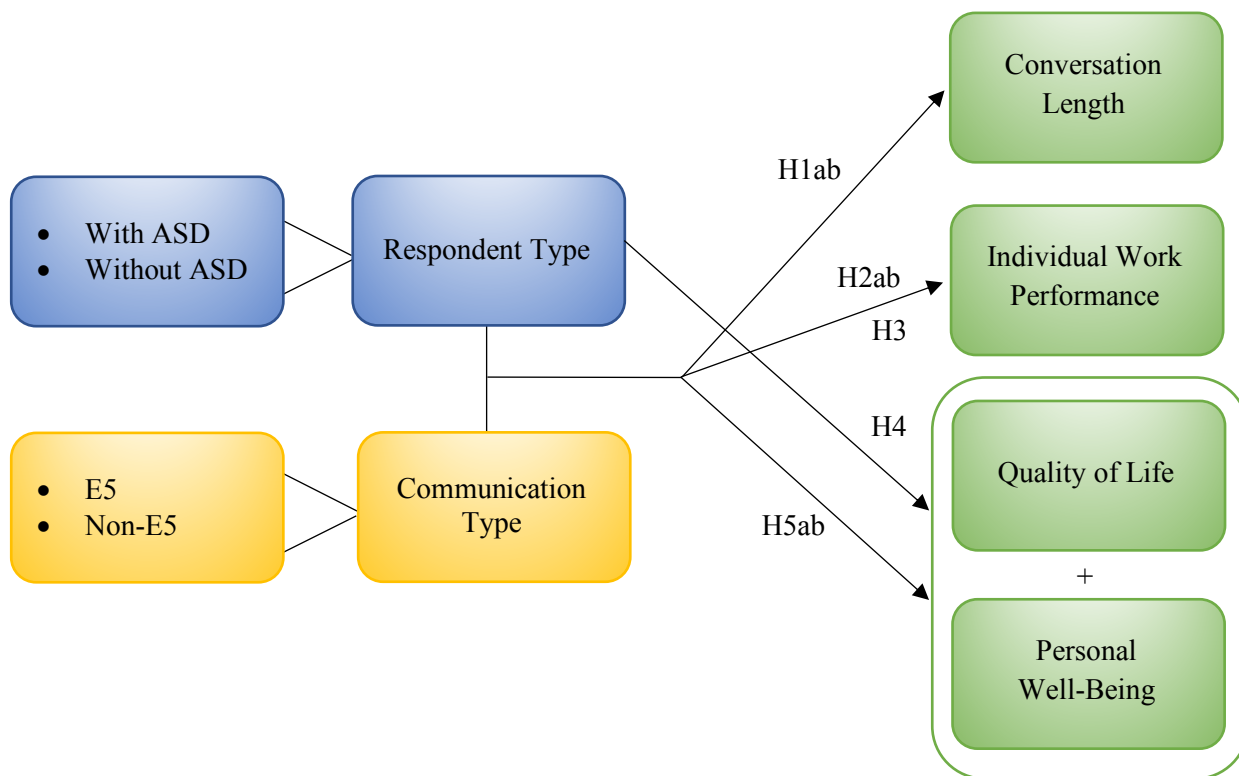 • With ASD
• Without ASD
Respondent Type
• E5
• Non-E5
Communication
Type
H1ab
H2ab
H3
H4
H5ab
Conversation
Length
Individual Work
Performance
Quality of Life
+
Personal
Well-Being